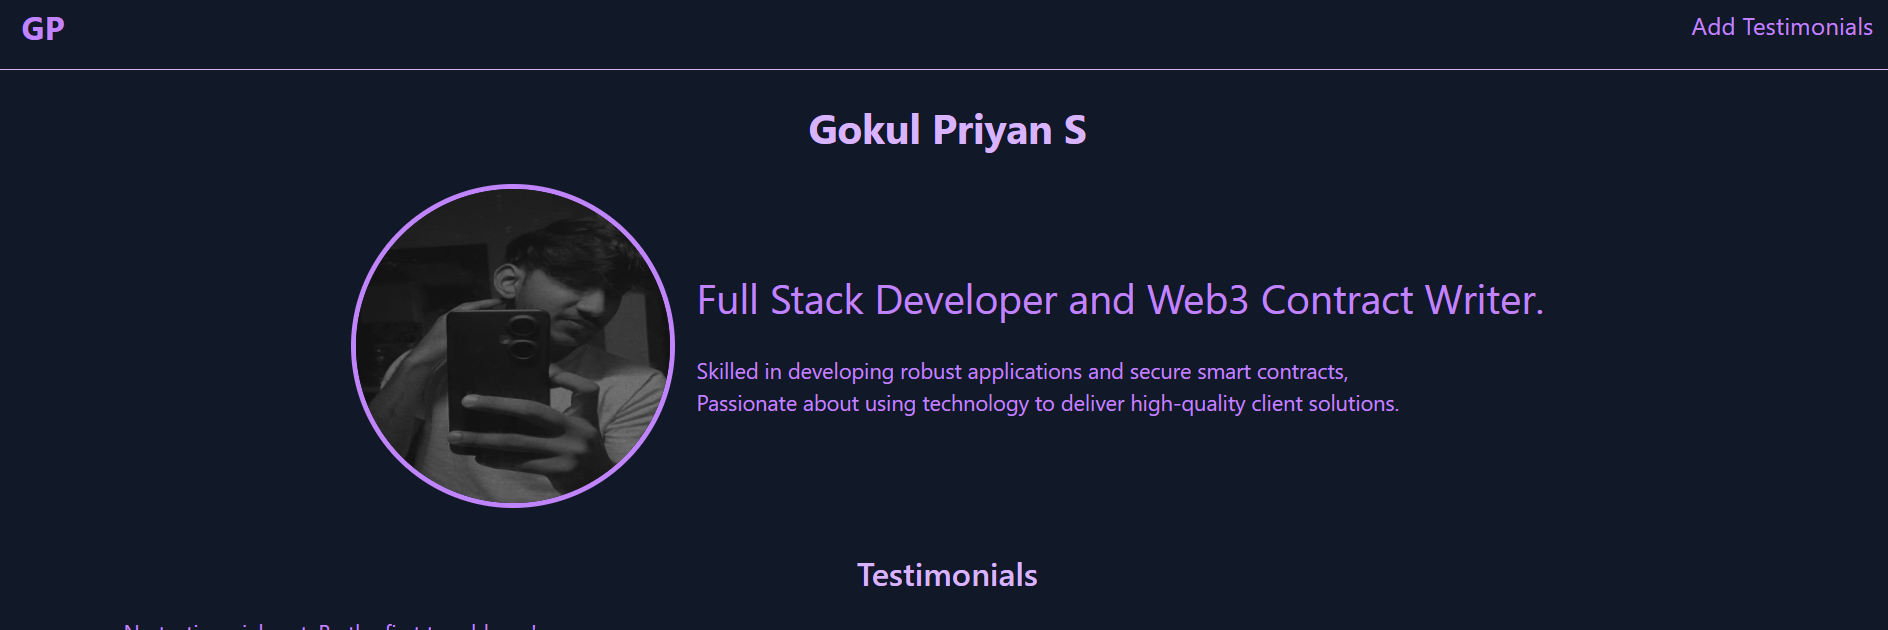 GP
Add Testimonials
Gokul Priyan S
Full Stack Developer and Web3 Contract Writer.
Skilled in developing robust applications and secure smart contracts,
Passionate about using technology to deliver high-quality client solutions.
Testimonials